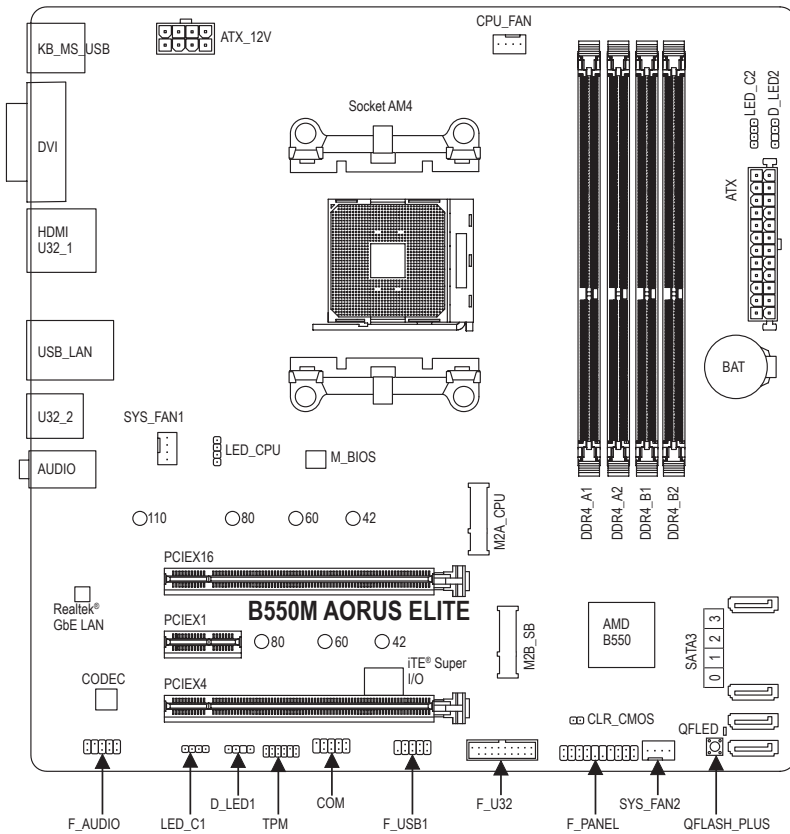 KB_MS_USB
ATX_12V
CPU_FAN
LED_C2
D_LED2
DVI
Socket AM4
ATX
HDMI
U32_1
USB_LAN
BAT
U32_2
SYS_FAN1
LED_CPU
M_BIOS
AUDIO
110
80
60
42
M2A_CPU
DDR4_A1
DDR4_A2
DDR4_B1
DDR4_B2
PCIEX16
Realtek®
GbE LAN
B550M AORUS ELITE
PCIEX1
80
60
42
M2B_SB
AMD
B550
SATA3
0 1 2 3
iTE® Super
I/O
CODEC
PCIEX4
CLR_CMOS
QFLED
F_AUDIO
LED_C1
D_LED1
TPM
COM
F_USB1
F_U32
F_PANEL
SYS_FAN2
QFLASH_PLUS